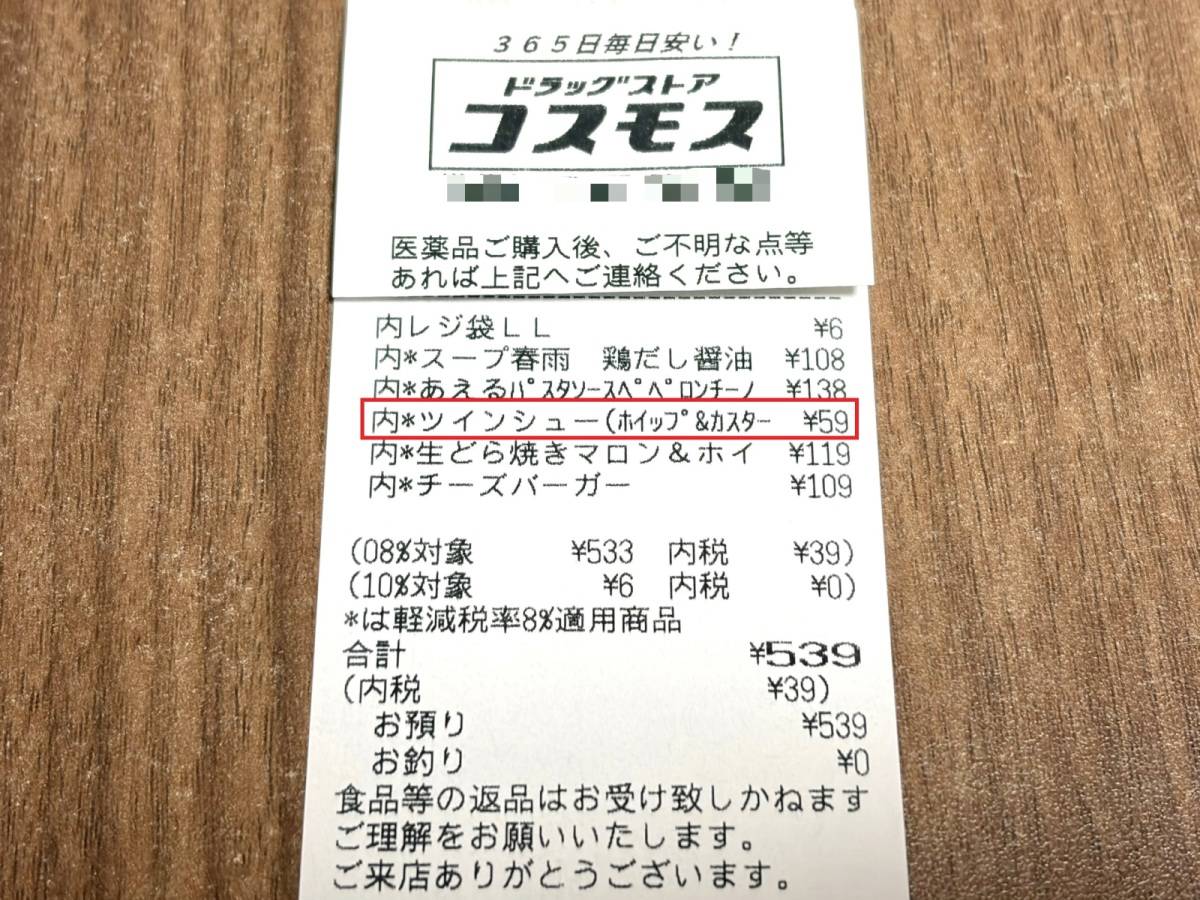 365日毎日安い!
ドラッグストア
コスモス
医薬品ご購入後、ご不明な点等
あれば上記へご連絡ください。
内レジ袋LL ¥6
内*スープ春雨 鶏だし醤油 ¥108
内*あえるパスタソースペペロンチーノ ¥138
内*ツインシュー(ホイップ&カスター ¥59
内*生どら焼きマロン&ホイ ¥119
内*チーズバーガー ¥109
(08%対象 ¥533 内税 ¥39)
(10%対象 ¥6 内税 ¥0)
*は軽減税率8%適用商品
合計 ¥539
(内税 ¥39)
お預り ¥539
お釣り ¥0
食品等の返品はお受け致しかねます
ご理解をお願いいたします。
ご来店ありがとうございます。